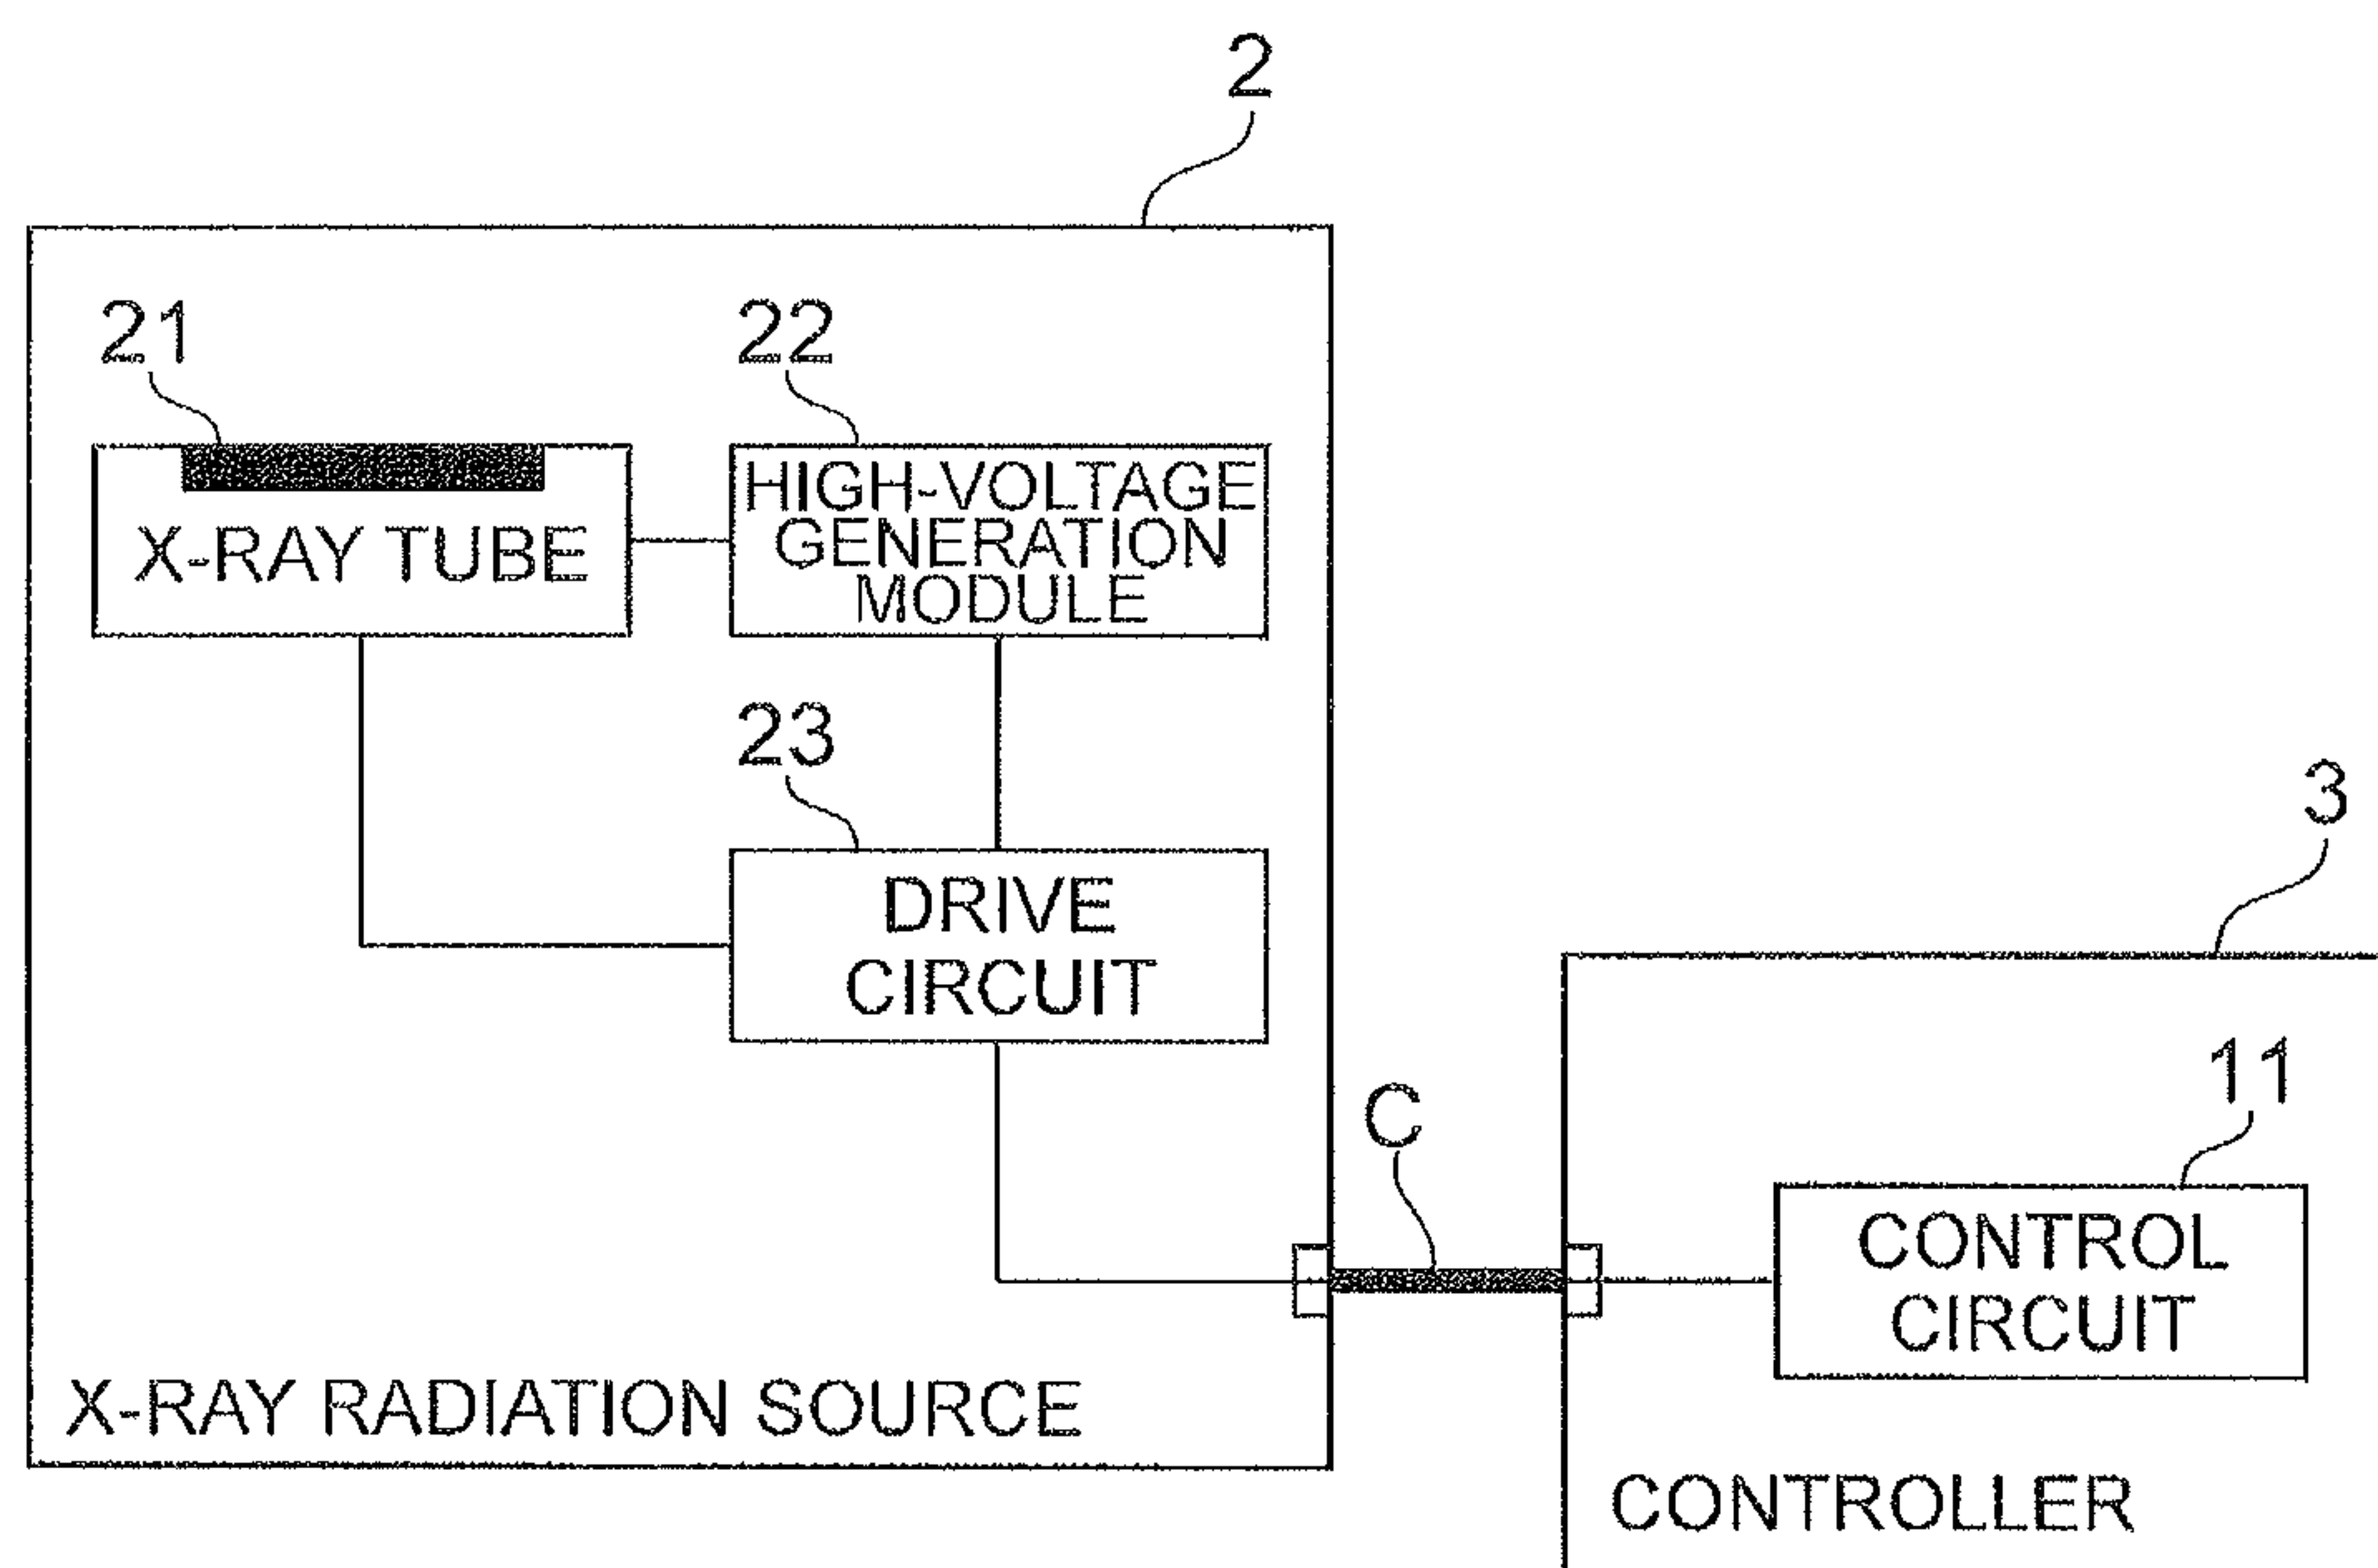 2
21
22
X-RAY TUBE
HIGH-VOLTAGE
GENERATION
MODULE
23
DRIVE
CIRCUIT
3
C
11
CONTROL
CIRCUIT
X-RAY RADIATION SOURCE
CONTROLLER